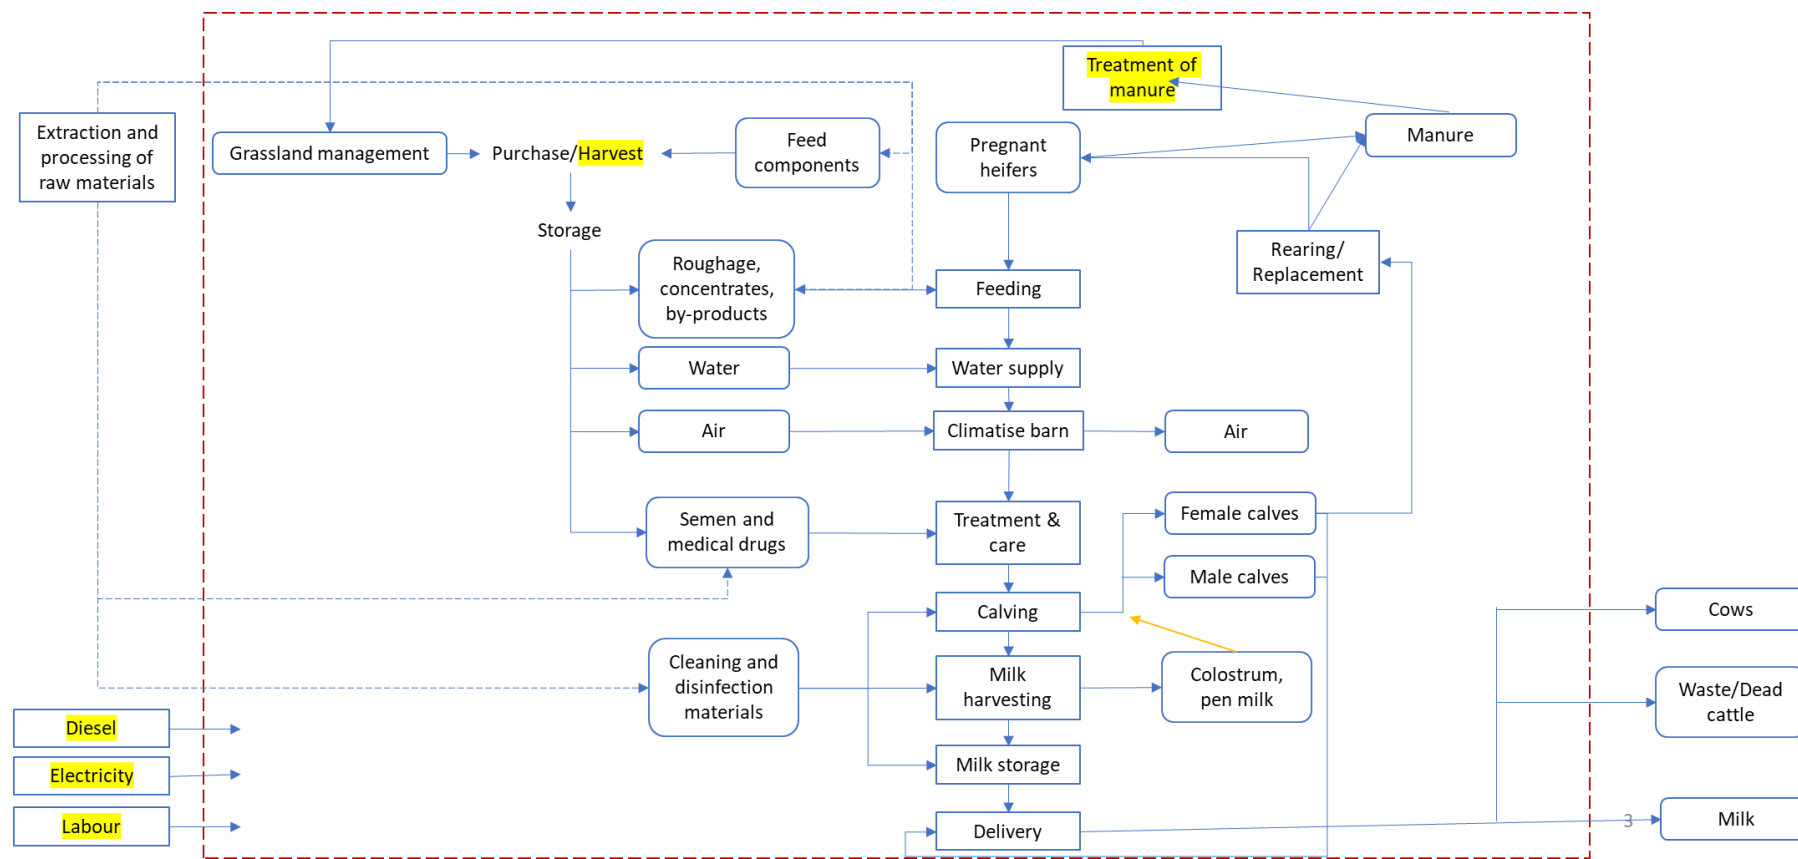 Treatment of
manure
Extraction and
processing of
raw materials
Grassland management
Purchase/Harvest
Feed
components
Pregnant
heifers
Manure
Storage
Roughage,
concentrates,
by-products
Feeding
Rearing/
Replacement
Water
Water supply
Air
Climatise barn
Air
Semen and
medical drugs
Treatment &
care
Female calves
Male calves
Calving
Cows
Cleaning and
disinfection
materials
Milk
harvesting
Colostrum,
pen milk
Waste/Dead
cattle
Diesel
Electricity
Milk storage
Labour
Delivery
3
Milk